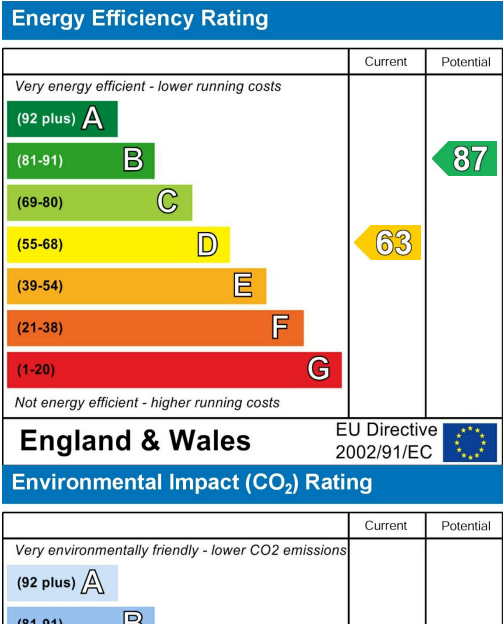 Energy Efficiency Rating
Current Potential
Very energy efficient - lower running costs
(92 plus) A
(81-91) B
87
(69-80) C
(55-68) D
63
(39-54) E
(21-38) F
(1-20) G
Not energy efficient - higher running costs
England & Wales
EU Directive
2002/91/EC
Environmental Impact (CO₂) Rating
Current Potential
Very environmentally friendly - lower CO2 emissions
(92 plus) A
(81-91) B